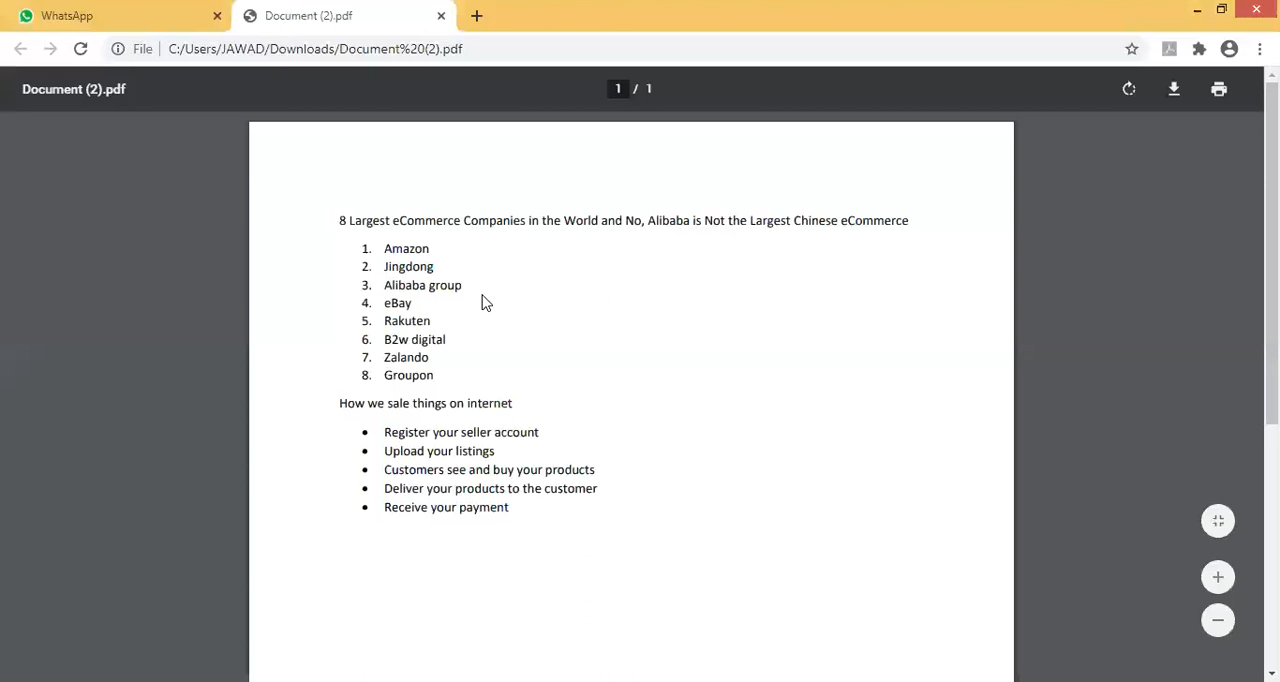 WhatsApp
Document (2).pdf
File
C:/Users/JAWAD/Downloads/Document%20(2).pdf
Document (2).pdf
1 / 1
8 Largest eCommerce Companies in the World and No, Alibaba is Not the Largest Chinese eCommerce
1. Amazon
2. Jingdong
3. Alibaba group
4. eBay
5. Rakuten
6. B2w digital
7. Zalando
8. Groupon
How we sale things on internet
• Register your seller account
• Upload your listings
• Customers see and buy your products
• Deliver your products to the customer
• Receive your payment